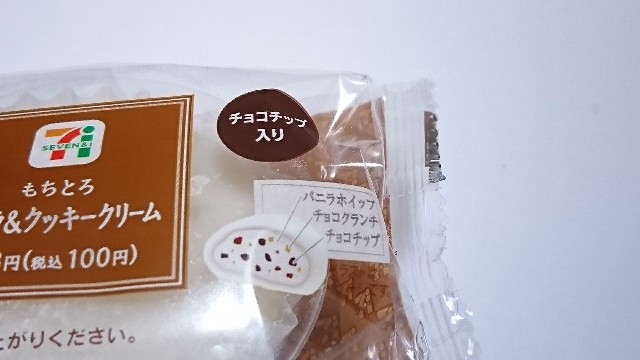 チョコチップ
入り
SEVEN&i
もちとろ
&クッキークリーム
円(税込100円)
バニラホイップ
チョコクランチ
チョコチップ
がりください。